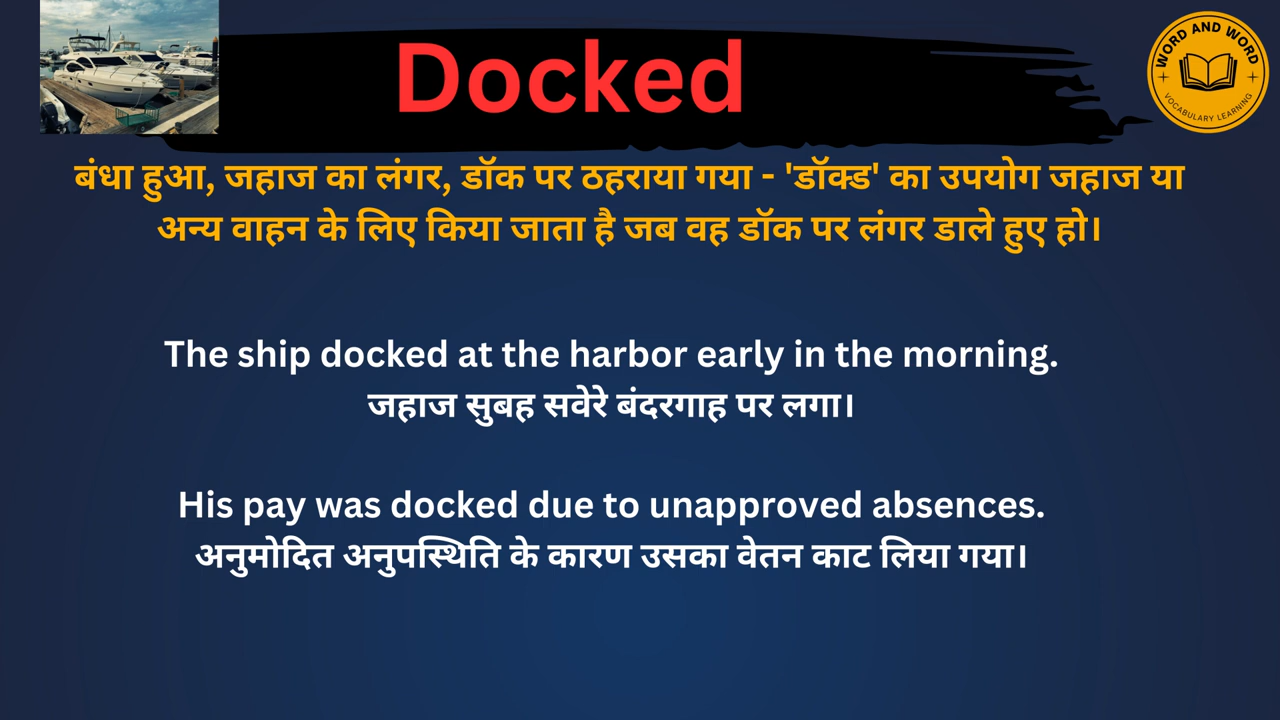 Docked
WORD AND WORD
VOCABULARY LEARNING
बंधा हुआ, जहाज का लंगर, डॉक पर ठहराया गया - 'डॉक्ड' का उपयोग जहाज या
अन्य वाहन के लिए किया जाता है जब वह डॉक पर लंगर डाले हुए हो।
The ship docked at the harbor early in the morning.
जहाज सुबह सवेरे बंदरगाह पर लगा।
His pay was docked due to unapproved absences.
अनुमोदित अनुपस्थिति के कारण उसका वेतन काट लिया गया।